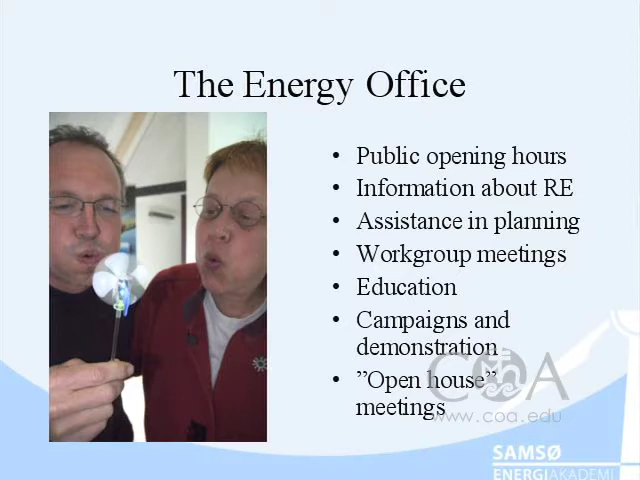 The Energy Office
• Public opening hours
• Information about RE
• Assistance in planning
• Workgroup meetings
• Education
• Campaigns and
demonstration
• ”Open house”
meetings
COA
www.coa.edu
SAMSØ
ENERGIAKADEMI